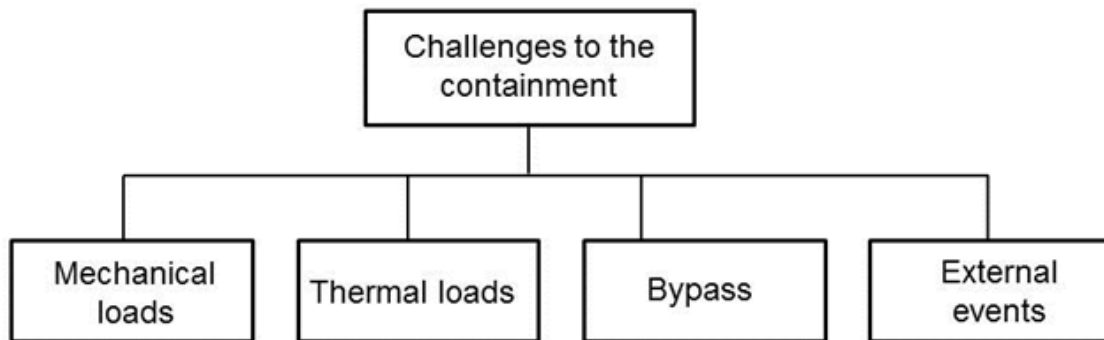 Challenges to the
containment
Mechanical
loads
Thermal loads
Bypass
External
events